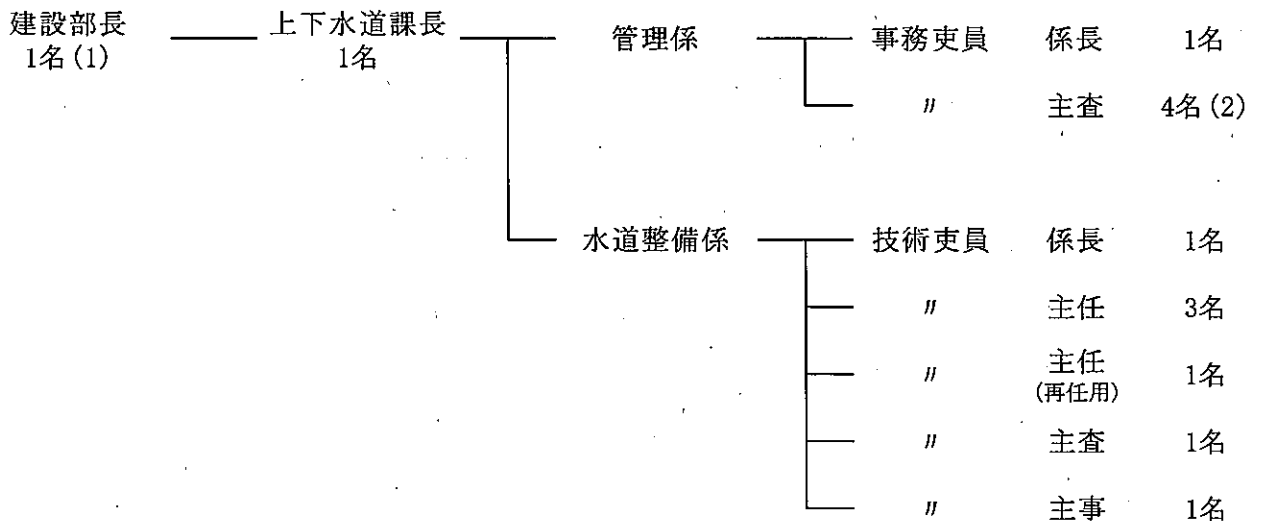 建設部長 上下水道課長 管理係 事務吏員 係長 1名
1名(1) 1名
〃 主査 4名(2)
水道整備係 技術吏員 係長 1名
〃 主任 3名
〃 主任 1名
(再任用)
〃 主査 1名
〃 主事 1名